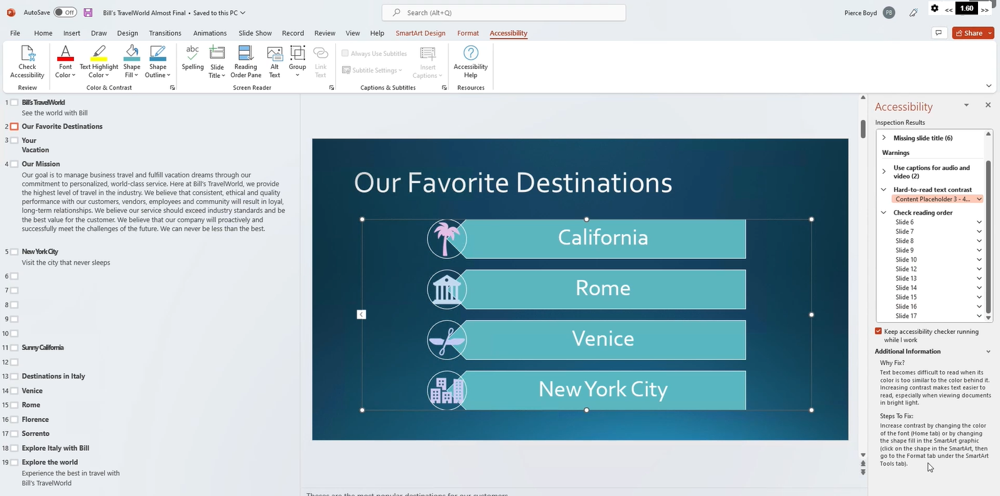 AutoSave Off Bill's TravelWorld Almost Final • Saved to this PC
Search (Alt+Q)
Pierce Boyd PB
<< 1.60 >>
File Home Insert Draw Design Transitions Animations Slide Show Record Review View Help SmartArt Design Format Accessibility
Share
Check Accessibility
Font Color
Text Highlight Color
Shape Fill
Shape Outline
abc
Spelling
Slide Title
Reading Order Pane
Alt Text
Group
Link Text
Always Use Subtitles
Subtitle Settings
Insert Captions
Accessibility Help
Review
Color & Contrast
Screen Reader
Captions & Subtitles
Resources
1 Bill's TravelWorld
See the world with Bill
2 Our Favorite Destinations
3 Your
Vacation
4 Our Mission
Our goal is to manage business travel and fulfill vacation dreams through our
commitment to personalized, world-class service. Here at Bill's TravelWorld, we provide
the highest level of travel in the industry. We believe that consistent, ethical and quality
performance with our customers, vendors, employees and community will result in loyal,
long-term relationships. We believe our service should exceed industry standards and be
the best value for the customer. We believe that our company will proactively and
successfully meet the challenges of the future. We can never be less than the best.
5 New York City
Visit the city that never sleeps
6
7
8
9
10
11 Sunny California
12
13 Destinations in Italy
14 Venice
15 Rome
16 Florence
17 Sorrento
18 Explore Italy with Bill
19 Explore the world
Experience the best in travel with
Bill's TravelWorld
Our Favorite Destinations
California
Rome
Venice
New York City
Theses are the most popular destinations for our customers
Accessibility
Inspection Results
Missing slide title (6)
Warnings
Use captions for audio and
video (2)
Hard-to-read text contrast
Content Placeholder 3 - 4...
Check reading order
Slide 6
Slide 7
Slide 8
Slide 9
Slide 10
Slide 12
Slide 13
Slide 14
Slide 15
Slide 16
Slide 17
Keep accessibility checker running
while I work
Additional Information
Why Fix?
Text becomes difficult to read when its
color is too similar to the color behind it.
Increasing contrast makes text easier to
read, especially when viewing documents
in bright light.
Steps To Fix:
Increase contrast by changing the color
of the font (Home tab) or by changing
the shape fill in the SmartArt graphic
(click on the shape in the SmartArt, then
go to the Format tab under the SmartArt
Tools tab).